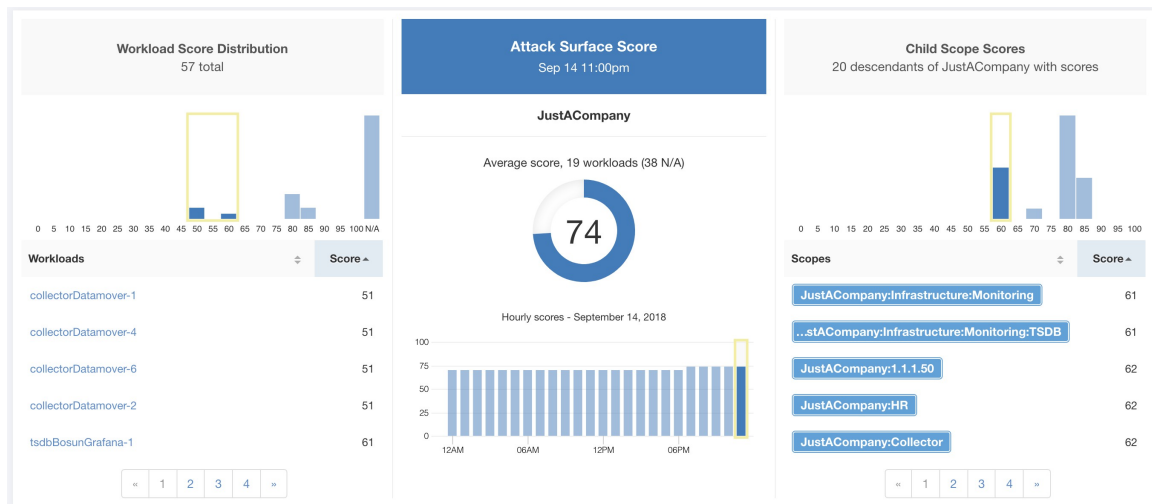 Workload Score Distribution
57 total
0 5 10 15 20 25 30 35 40 45 50 55 60 65 70 75 80 85 90 95 100 N/A
Workloads Score
collectorDatamover-1 51
collectorDatamover-4 51
collectorDatamover-6 51
collectorDatamover-2 51
tsdbBosunGrafana-1 61
« 1 2 3 4 »
Attack Surface Score
Sep 14 11:00pm
JustACompany
Average score, 19 workloads (38 N/A)
74
Hourly scores - September 14, 2018
100
75
50
25
0
12AM 06AM 12PM 06PM
Child Scope Scores
20 descendants of JustACompany with scores
0 5 10 15 20 25 30 35 40 45 50 55 60 65 70 75 80 85 90 95 100
Scopes Score
JustACompany:Infrastructure:Monitoring 61
...stACompany:Infrastructure:Monitoring:TSDB 61
JustACompany:1.1.1.50 62
JustACompany:HR 62
JustACompany:Collector 62
« 1 2 3 4 »